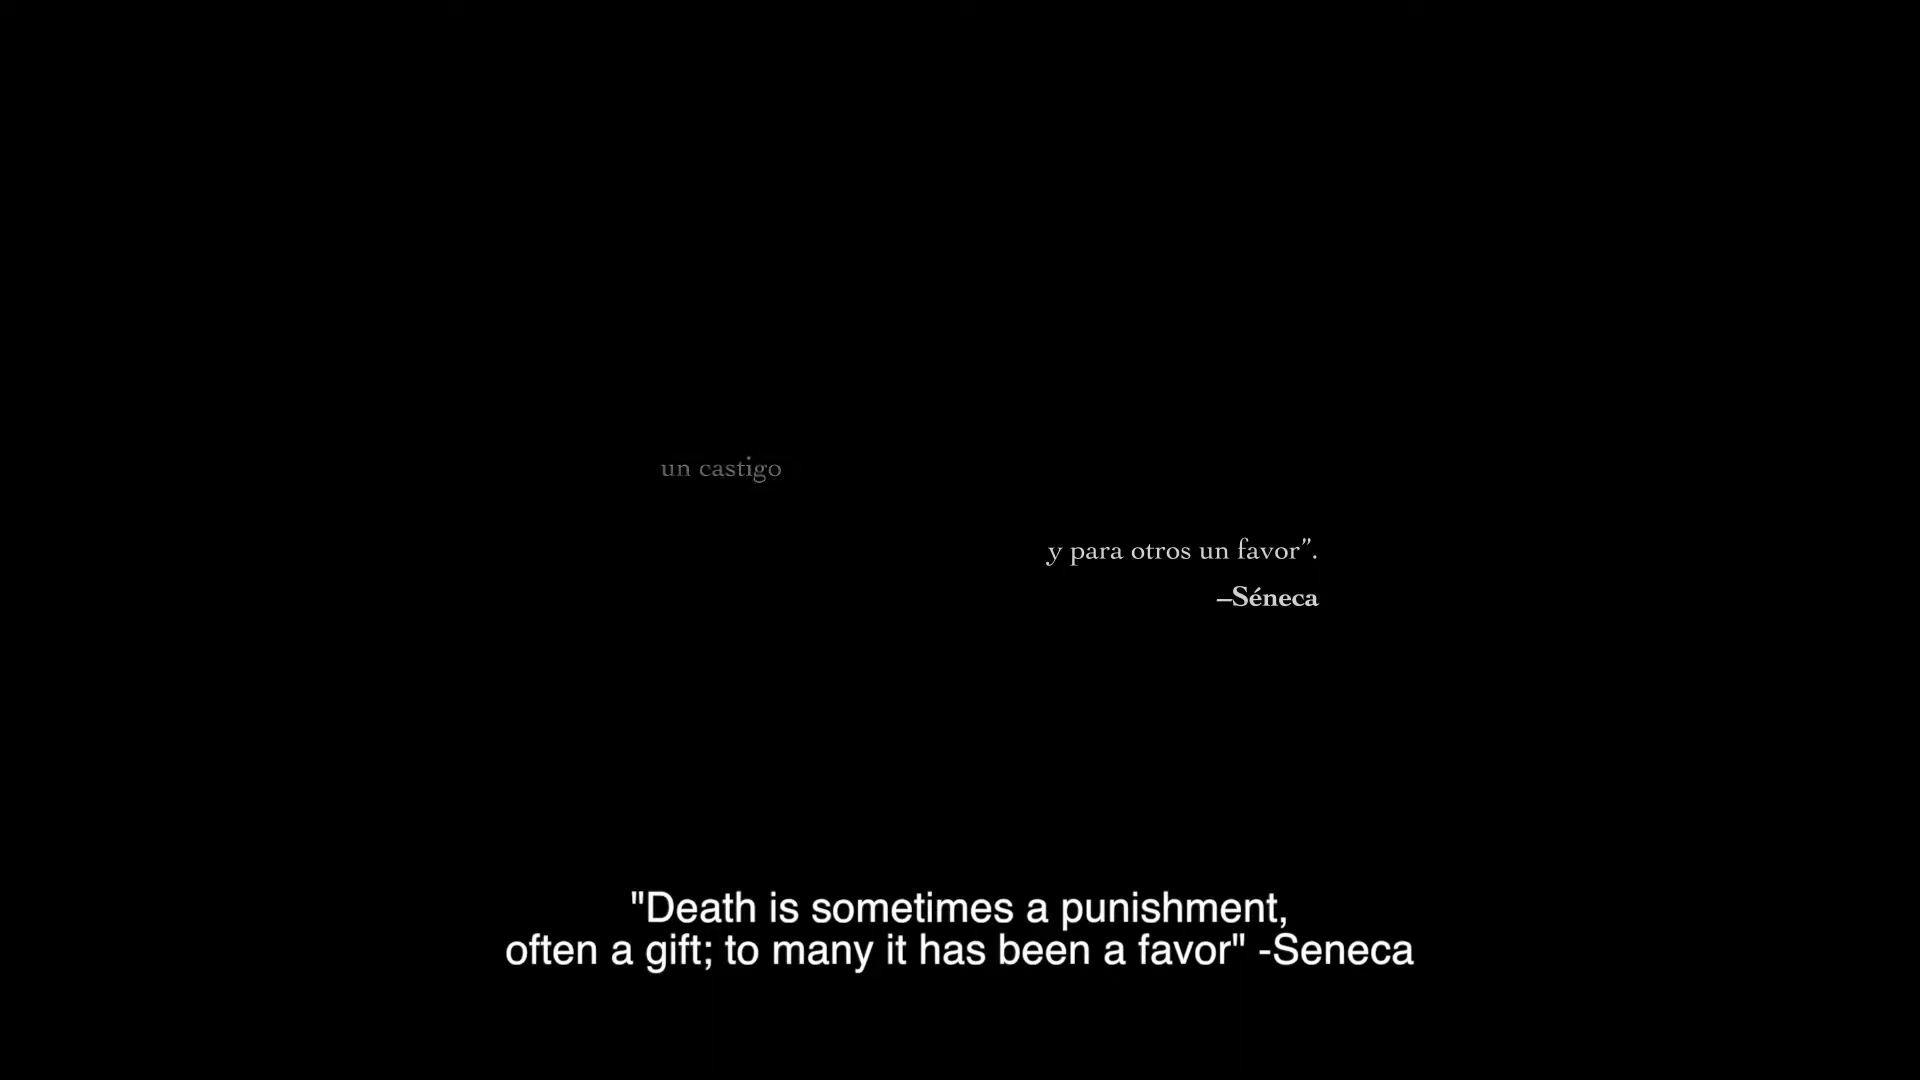 un castigo
y para otros un favor”.
–Séneca
"Death is sometimes a punishment,
often a gift; to many it has been a favor" -Seneca